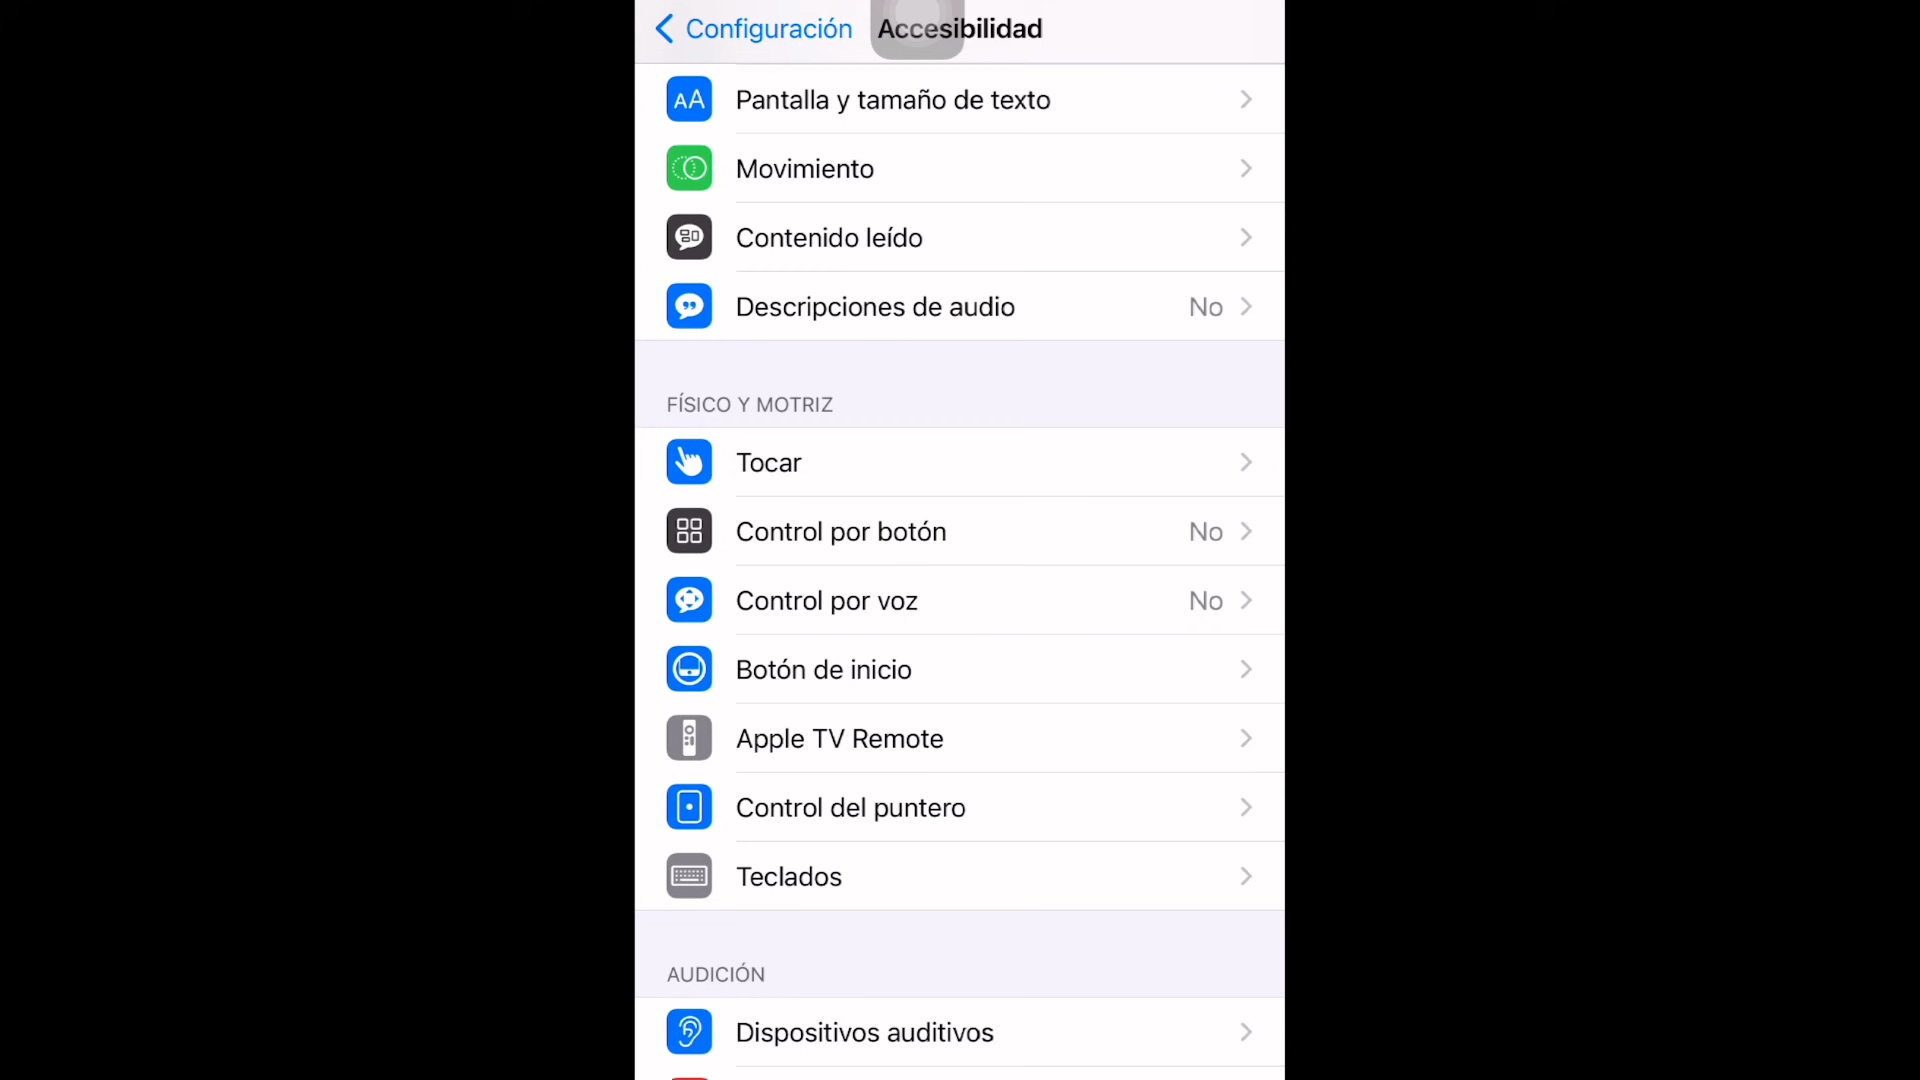 Configuración
Accesibilidad
AA
Pantalla y tamaño de texto
Movimiento
Contenido leído
Descripciones de audio No
FÍSICO Y MOTRIZ
Tocar
Control por botón No
Control por voz No
Botón de inicio
Apple TV Remote
Control del puntero
Teclados
AUDICIÓN
Dispositivos auditivos